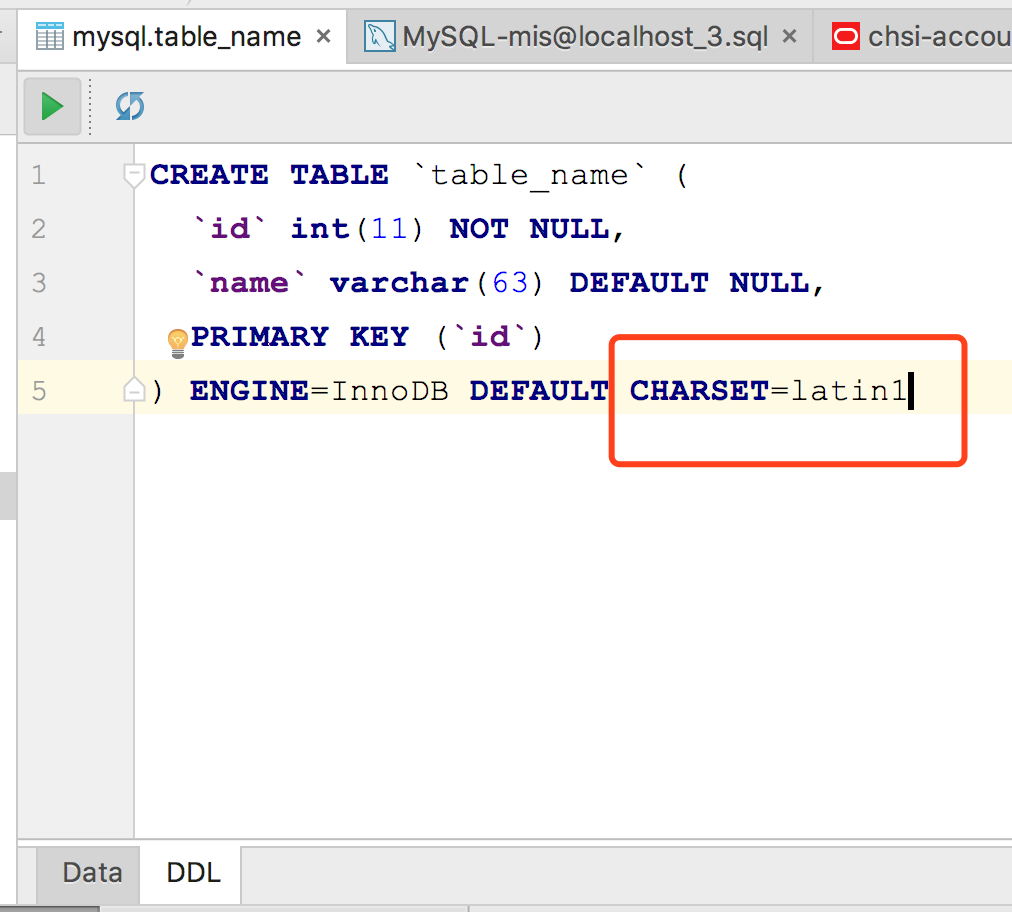 mysql.table_name × MySQL-mis@localhost_3.sql × chsi-accou
1 CREATE TABLE `table_name` (
2 `id` int(11) NOT NULL,
3 `name` varchar(63) DEFAULT NULL,
4 PRIMARY KEY (`id`)
5 ) ENGINE=InnoDB DEFAULT CHARSET=latin1
Data DDL